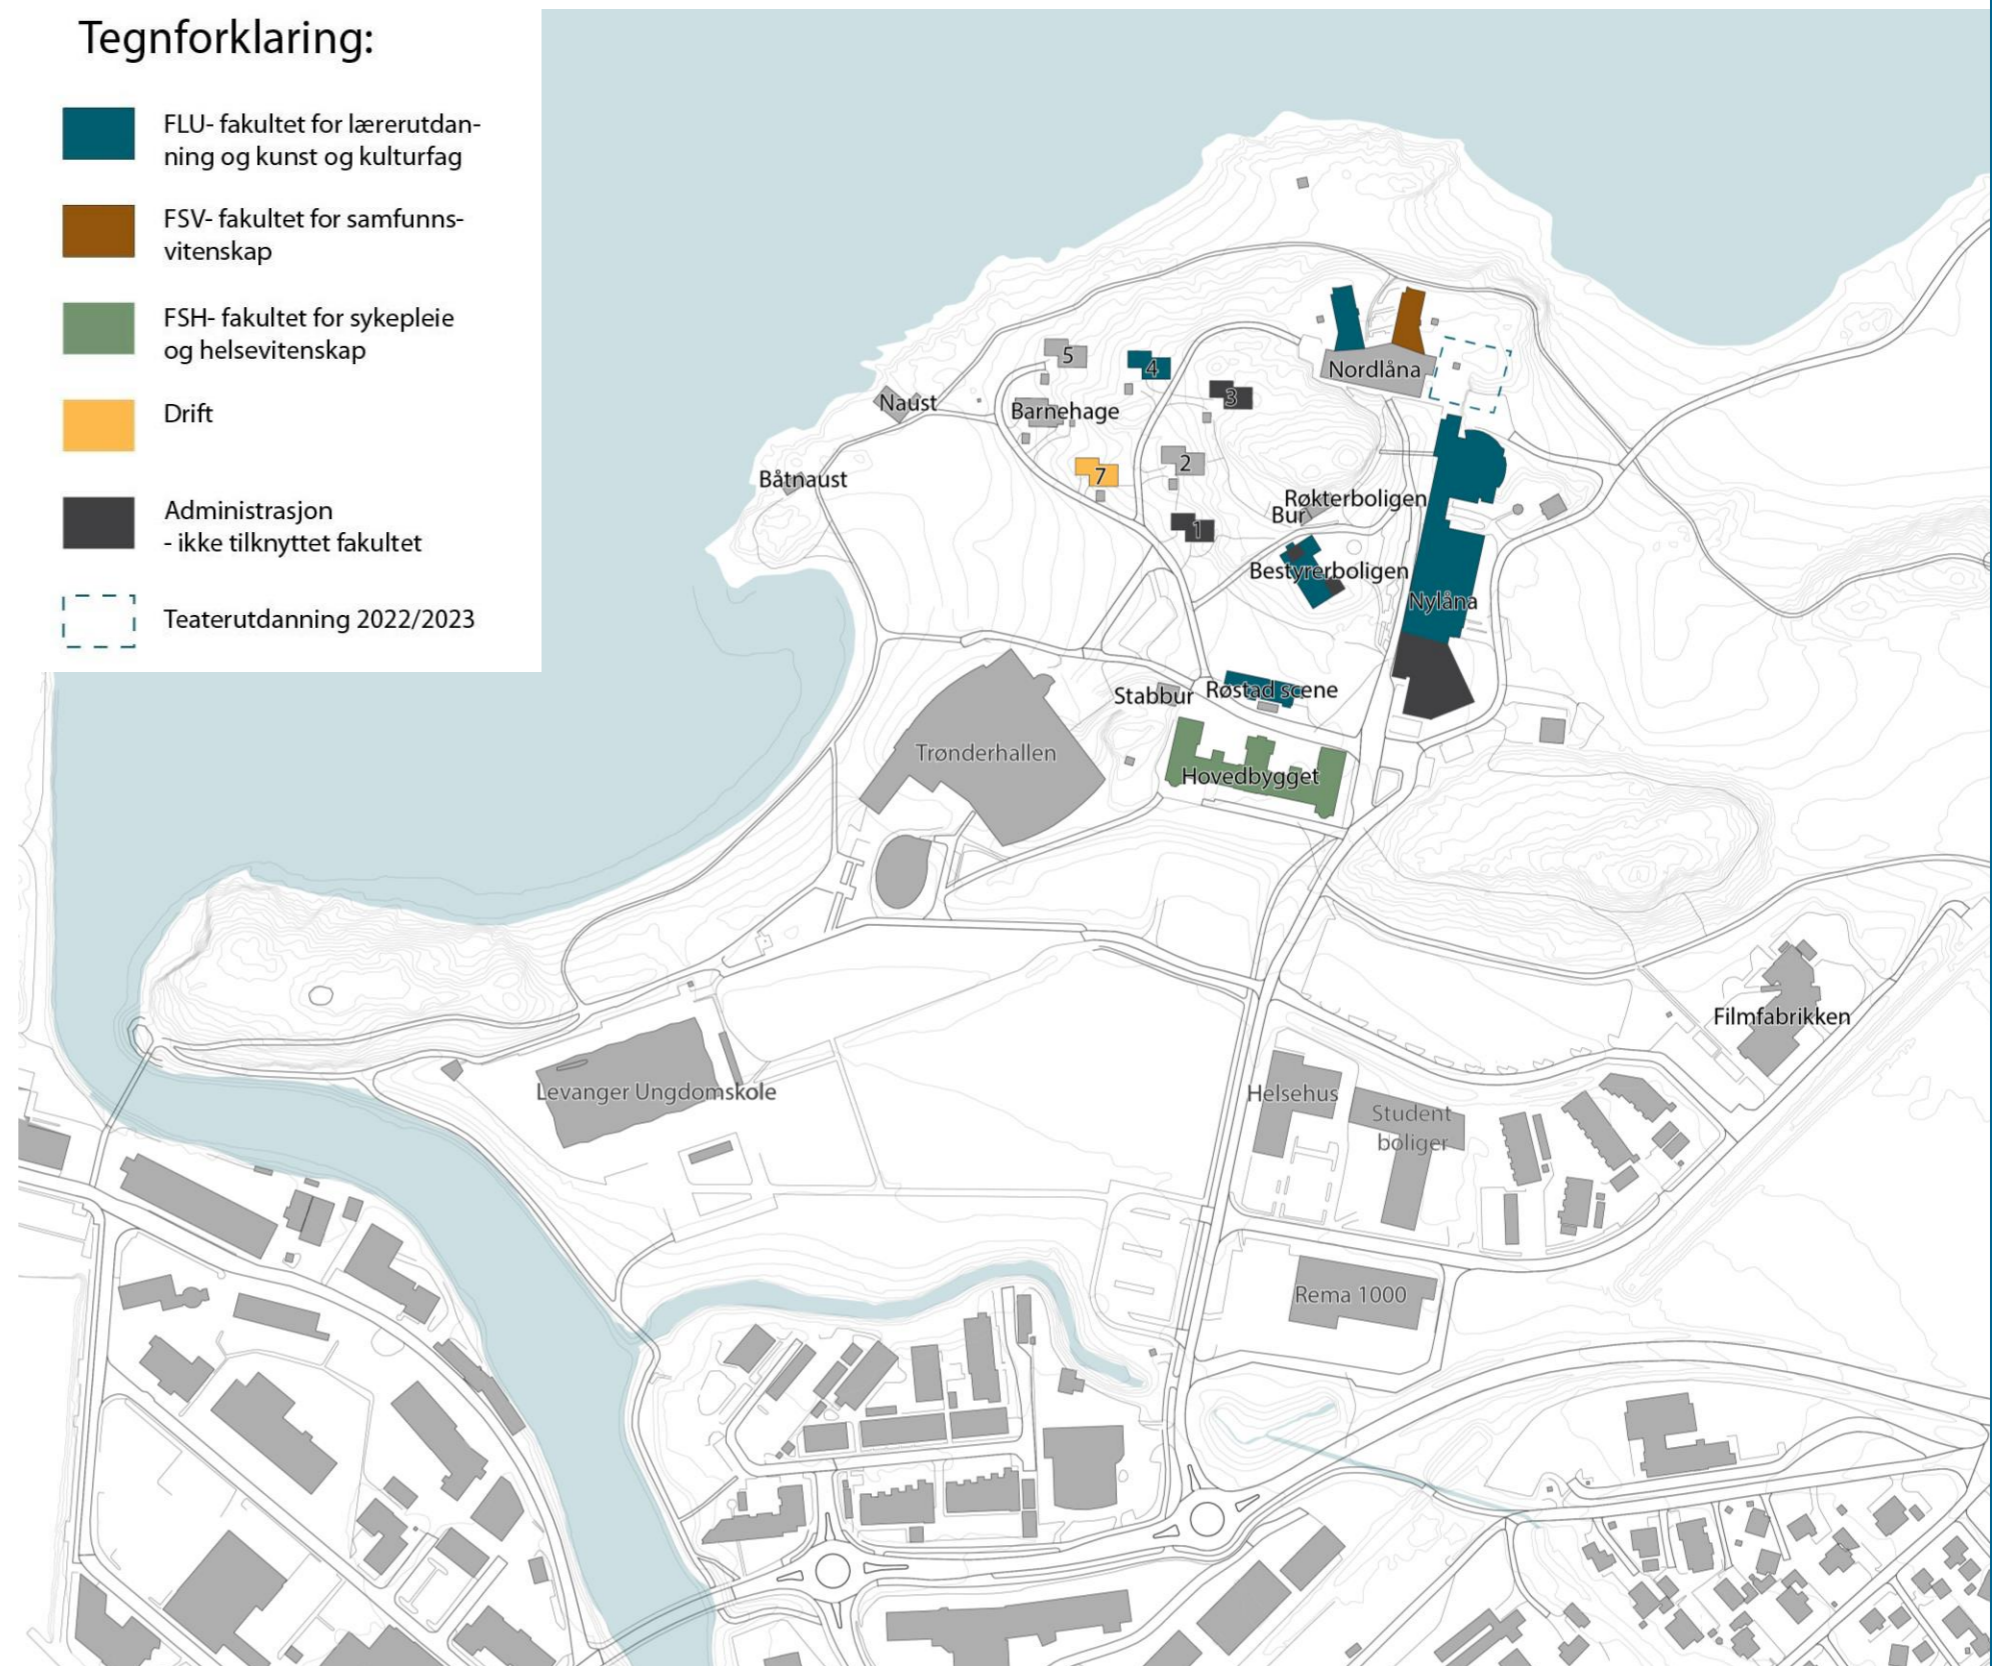 Tegnforklaring:
FLU- fakultet for lærerutdan-
ning og kunst og kulturfag
FSV- fakultet for samfunns-
vitenskap
FSH- fakultet for sykepleie
og helsevitenskap
Drift
Administrasjon
- ikke tilknyttet fakultet
Teaterutdanning 2022/2023
5
4
Nordlåna
3
Naust
Barnehage
2
7
Båtnaust
Røkterboligen
Bur
1
Bestyrerboligen
Nylåna
Stabbur
Røstad scene
Trønderhallen
Hovedbygget
Filmfabrikken
Levanger Ungdomskole
Helsehus
Student
boliger
Rema 1000